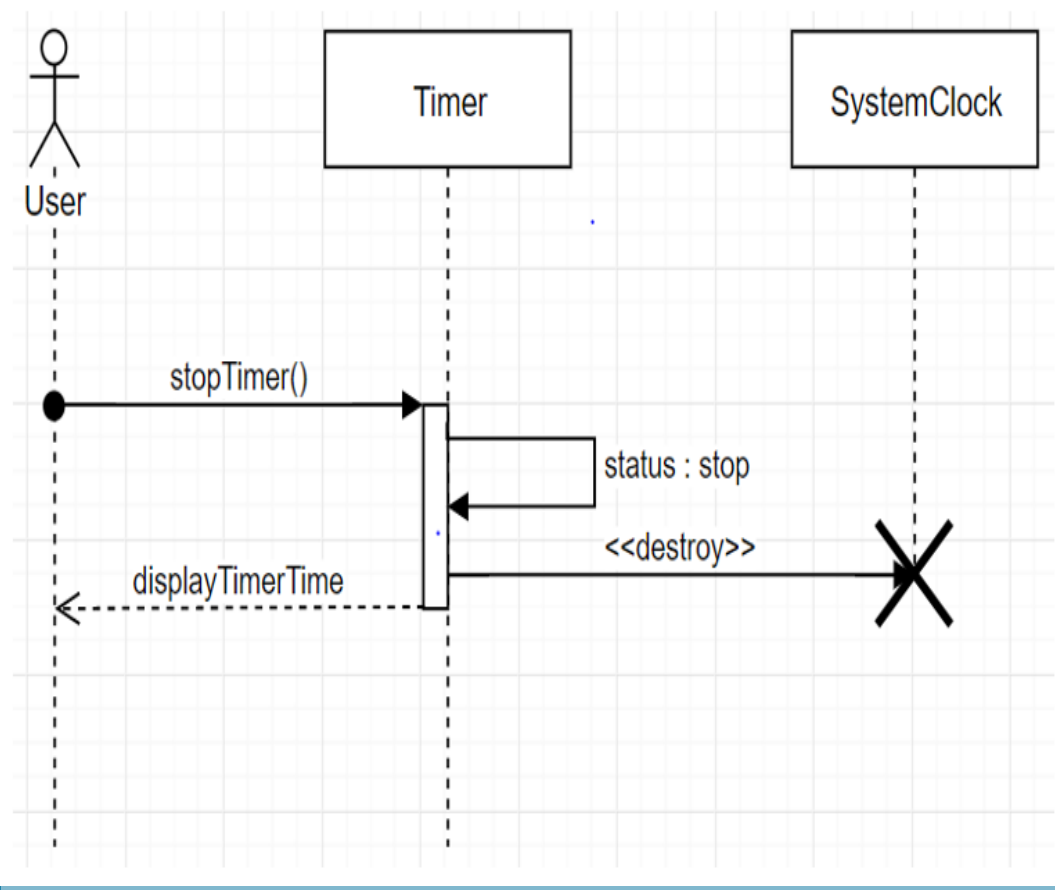 Timer
SystemClock
User
stopTimer()
status : stop
<<destroy>>
displayTimerTime